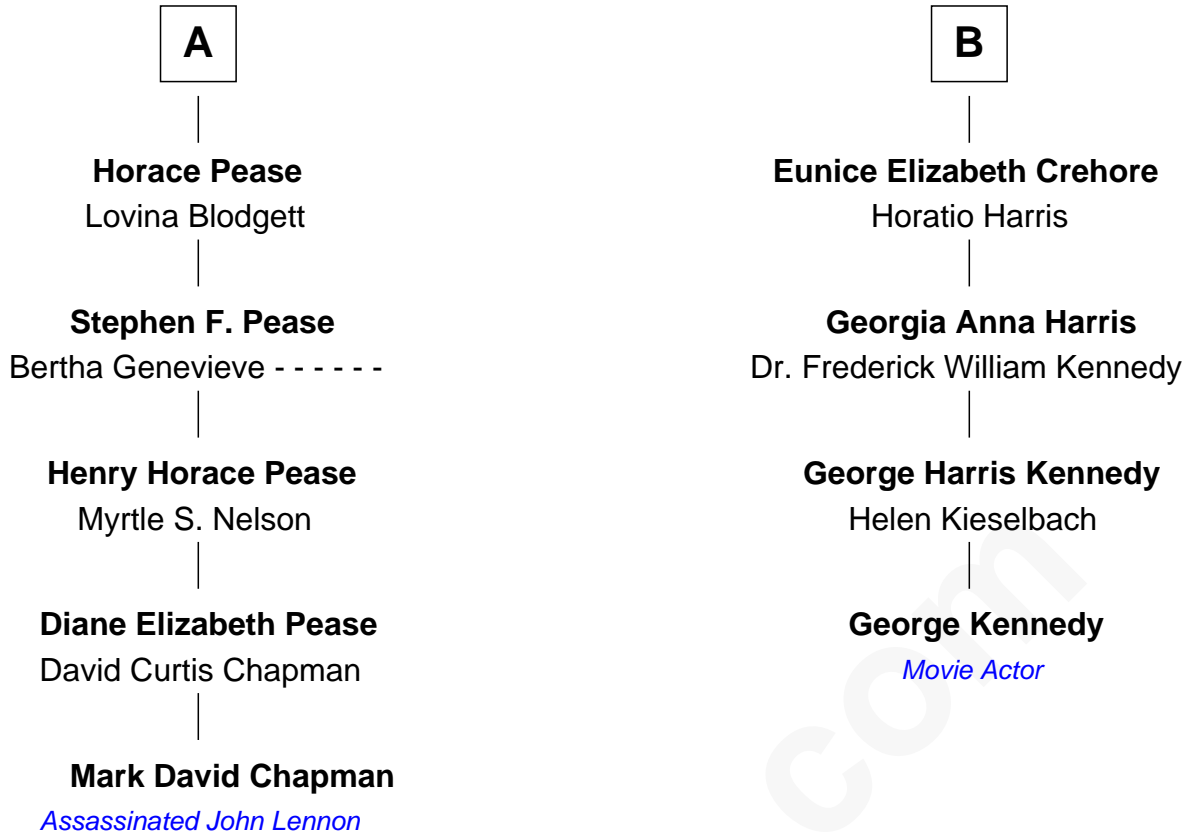 A
Horace Pease
Lovina Blodgett
Stephen F. Pease
Bertha Genevieve - - - - - -
Henry Horace Pease
Myrtle S. Nelson
Diane Elizabeth Pease
David Curtis Chapman
Mark David Chapman
Assassinated John Lennon
B
Eunice Elizabeth Crehore
Horatio Harris
Georgia Anna Harris
Dr. Frederick William Kennedy
George Harris Kennedy
Helen Kieselbach
George Kennedy
Movie Actor
com